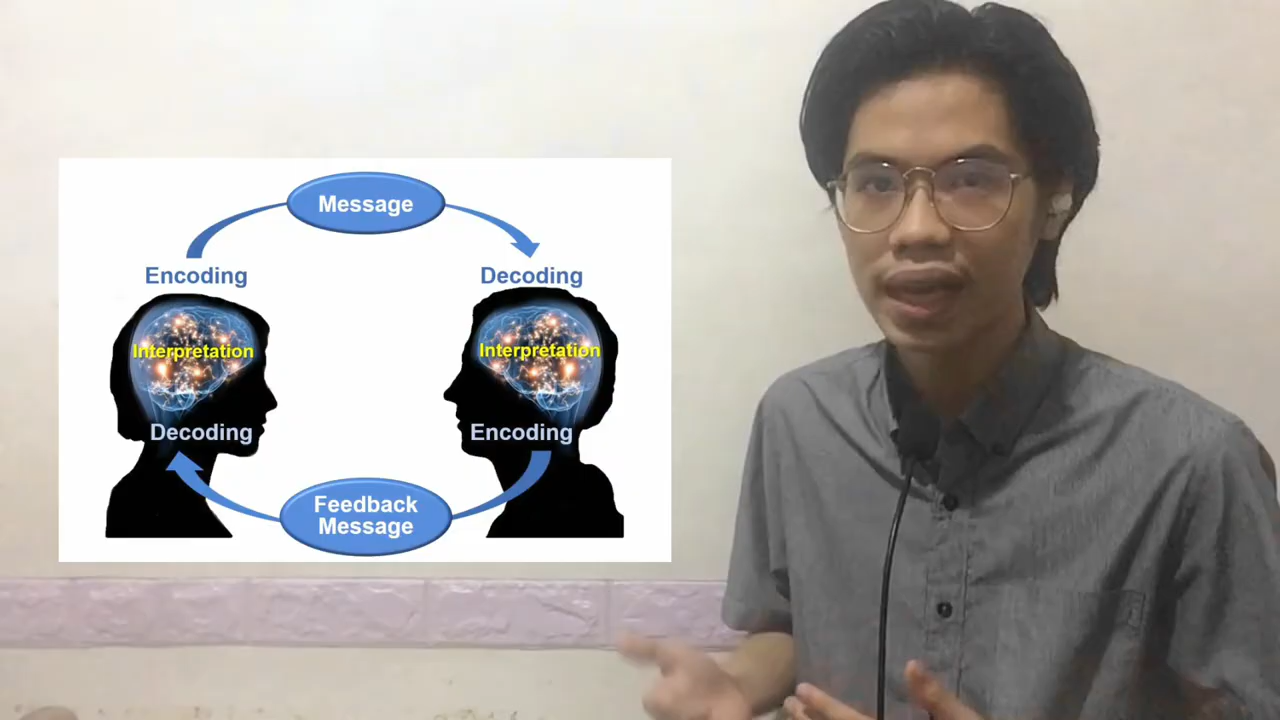 Message
Encoding
Decoding
Interpretation
Interpretation
Decoding
Encoding
Feedback
Message